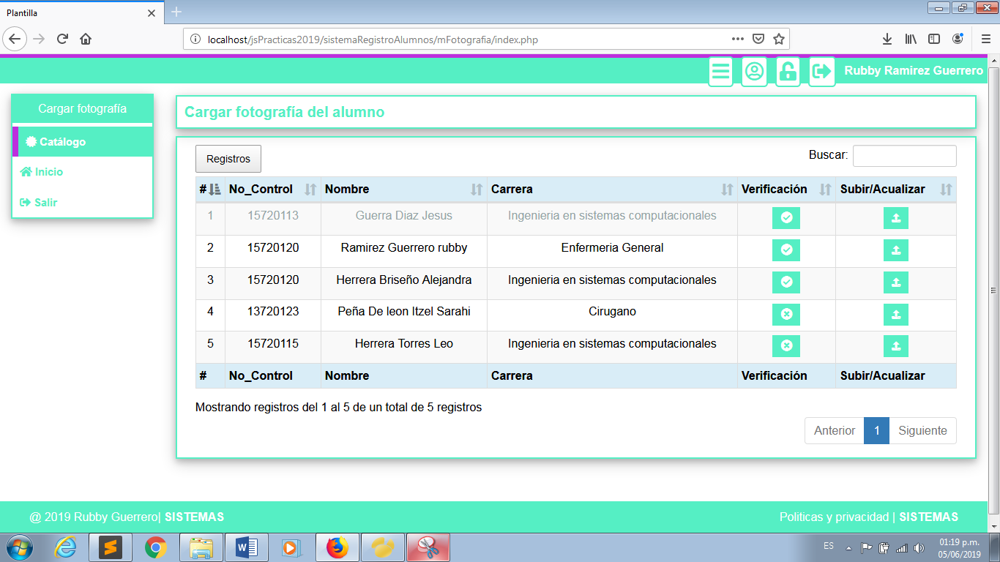 Plantilla
localhost/jsPracticas2019/sistemaRegistroAlumnos/mFotografia/index.php
Rubby Ramirez Guerrero
Cargar fotografía
Catálogo
Inicio
Salir
Cargar fotografía del alumno
Registros
Buscar:
# No_Control Nombre Carrera Verificación Subir/Acualizar
1 15720113 Guerra Diaz Jesus Ingenieria en sistemas computacionales
2 15720120 Ramirez Guerrero rubby Enfermeria General
3 15720120 Herrera Briseño Alejandra Ingenieria en sistemas computacionales
4 13720123 Peña De leon Itzel Sarahi Cirugano
5 15720115 Herrera Torres Leo Ingenieria en sistemas computacionales
# No_Control Nombre Carrera Verificación Subir/Acualizar
Mostrando registros del 1 al 5 de un total de 5 registros
Anterior 1 Siguiente
@ 2019 Rubby Guerrero| SISTEMAS
Politicas y privacidad | SISTEMAS
ES
01:19 p.m.
05/06/2019